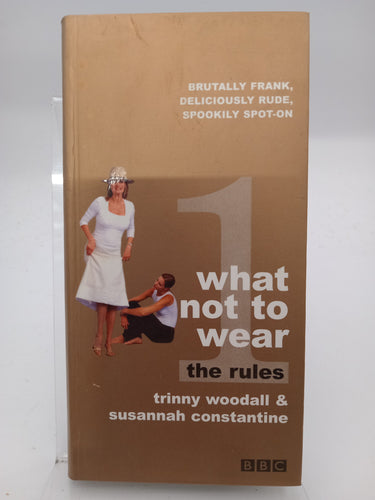 BRUTALLY FRANK,
DELICIOUSLY RUDE,
SPOOKILY SPOT-ON
1
what
not to
wear
the rules
trinny woodall &
susannah constantine
BBC